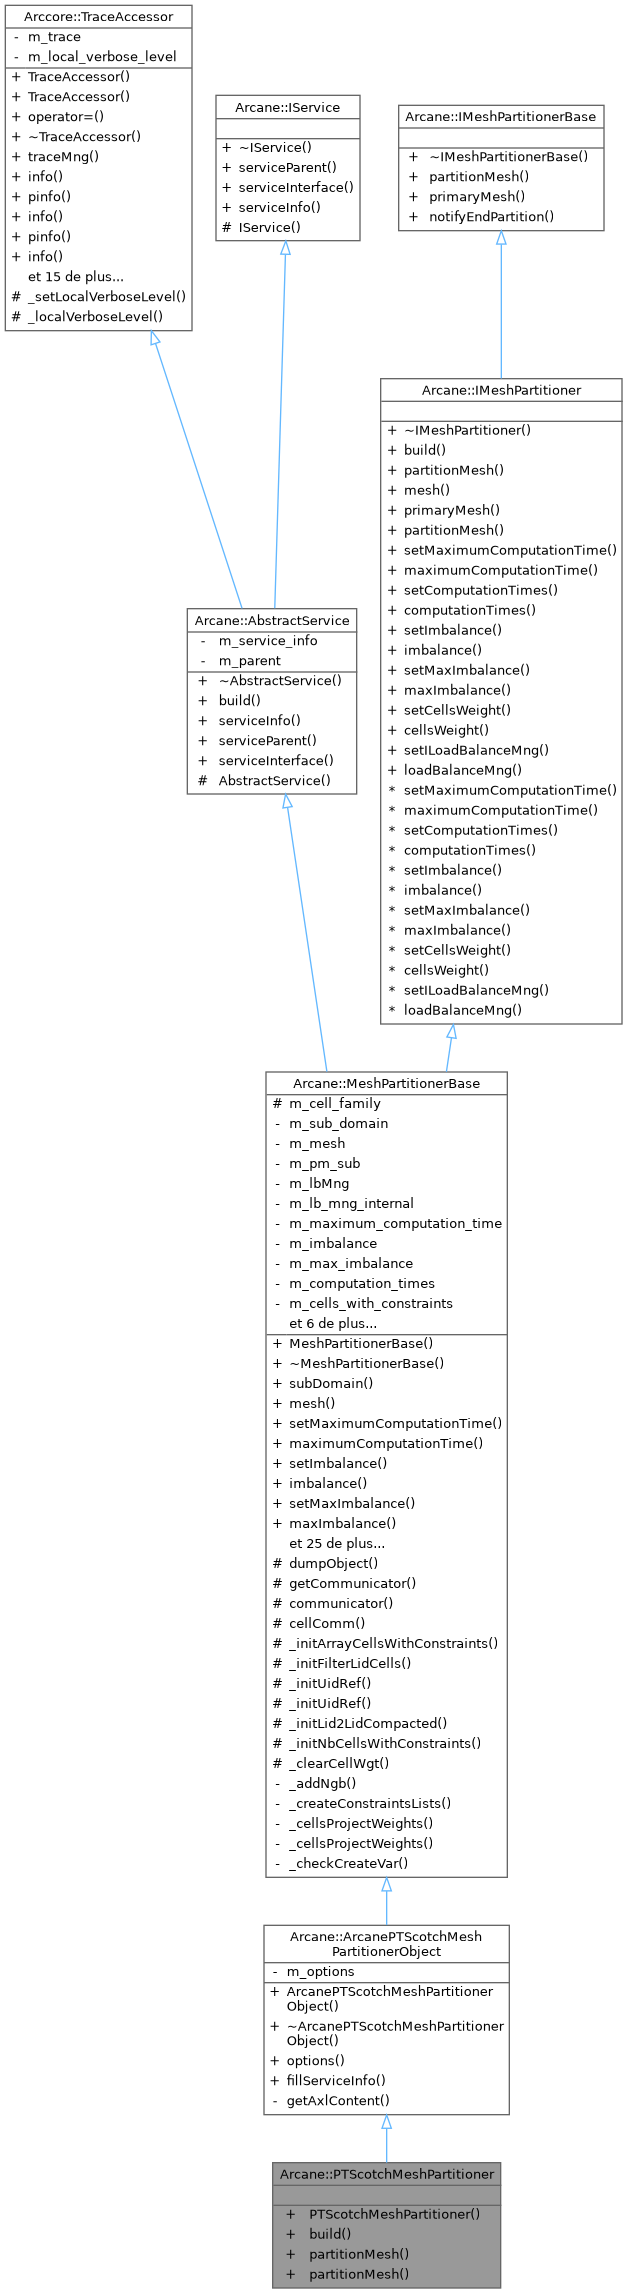 Arccore::TraceAccessor
- m_trace
- m_local_verbose_level
+ TraceAccessor()
+ TraceAccessor()
+ operator=()
+ ~TraceAccessor()
+ traceMng()
+ info()
+ pinfo()
+ info()
+ pinfo()
+ info()
et 15 de plus...
# _setLocalVerboseLevel()
# _localVerboseLevel()
Arcane::IService
+ ~IService()
+ serviceParent()
+ serviceInterface()
+ serviceInfo()
# IService()
Arcane::IMeshPartitionerBase
+ ~IMeshPartitionerBase()
+ partitionMesh()
+ primaryMesh()
+ notifyEndPartition()
Arcane::IMeshPartitioner
+ ~IMeshPartitioner()
+ build()
+ partitionMesh()
+ mesh()
+ primaryMesh()
+ partitionMesh()
+ setMaximumComputationTime()
+ maximumComputationTime()
+ setComputationTimes()
+ computationTimes()
+ setImbalance()
+ imbalance()
+ setMaxImbalance()
+ maxImbalance()
+ setCellsWeight()
+ cellsWeight()
+ setILoadBalanceMng()
+ loadBalanceMng()
* setMaximumComputationTime()
* maximumComputationTime()
* setComputationTimes()
* computationTimes()
* setImbalance()
* imbalance()
* setMaxImbalance()
* maxImbalance()
* setCellsWeight()
* cellsWeight()
* setILoadBalanceMng()
* loadBalanceMng()
Arcane::AbstractService
- m_service_info
- m_parent
+ ~AbstractService()
+ build()
+ serviceInfo()
+ serviceParent()
+ serviceInterface()
# AbstractService()
Arcane::MeshPartitionerBase
# m_cell_family
- m_sub_domain
- m_mesh
- m_pm_sub
- m_lbMng
- m_lb_mng_internal
- m_maximum_computation_time
- m_imbalance
- m_max_imbalance
- m_computation_times
- m_cells_with_constraints
et 6 de plus...
+ MeshPartitionerBase()
+ ~MeshPartitionerBase()
+ subDomain()
+ mesh()
+ setMaximumComputationTime()
+ maximumComputationTime()
+ setImbalance()
+ imbalance()
+ setMaxImbalance()
+ maxImbalance()
et 25 de plus...
# dumpObject()
# getCommunicator()
# communicator()
# cellComm()
# _initArrayCellsWithConstraints()
# _initFilterLidCells()
# _initUidRef()
# _initUidRef()
# _initLid2LidCompacted()
# _initNbCellsWithConstraints()
# _clearCellWgt()
- _addNgb()
- _createConstraintsLists()
- _cellsProjectWeights()
- _cellsProjectWeights()
- _checkCreateVar()
Arcane::ArcanePTScotchMesh
PartitionerObject
- m_options
+ ArcanePTScotchMeshPartitioner
Object()
+ ~ArcanePTScotchMeshPartitioner
Object()
+ options()
+ fillServiceInfo()
- getAxlContent()
Arcane::PTScotchMeshPartitioner
+ PTScotchMeshPartitioner()
+ build()
+ partitionMesh()
+ partitionMesh()